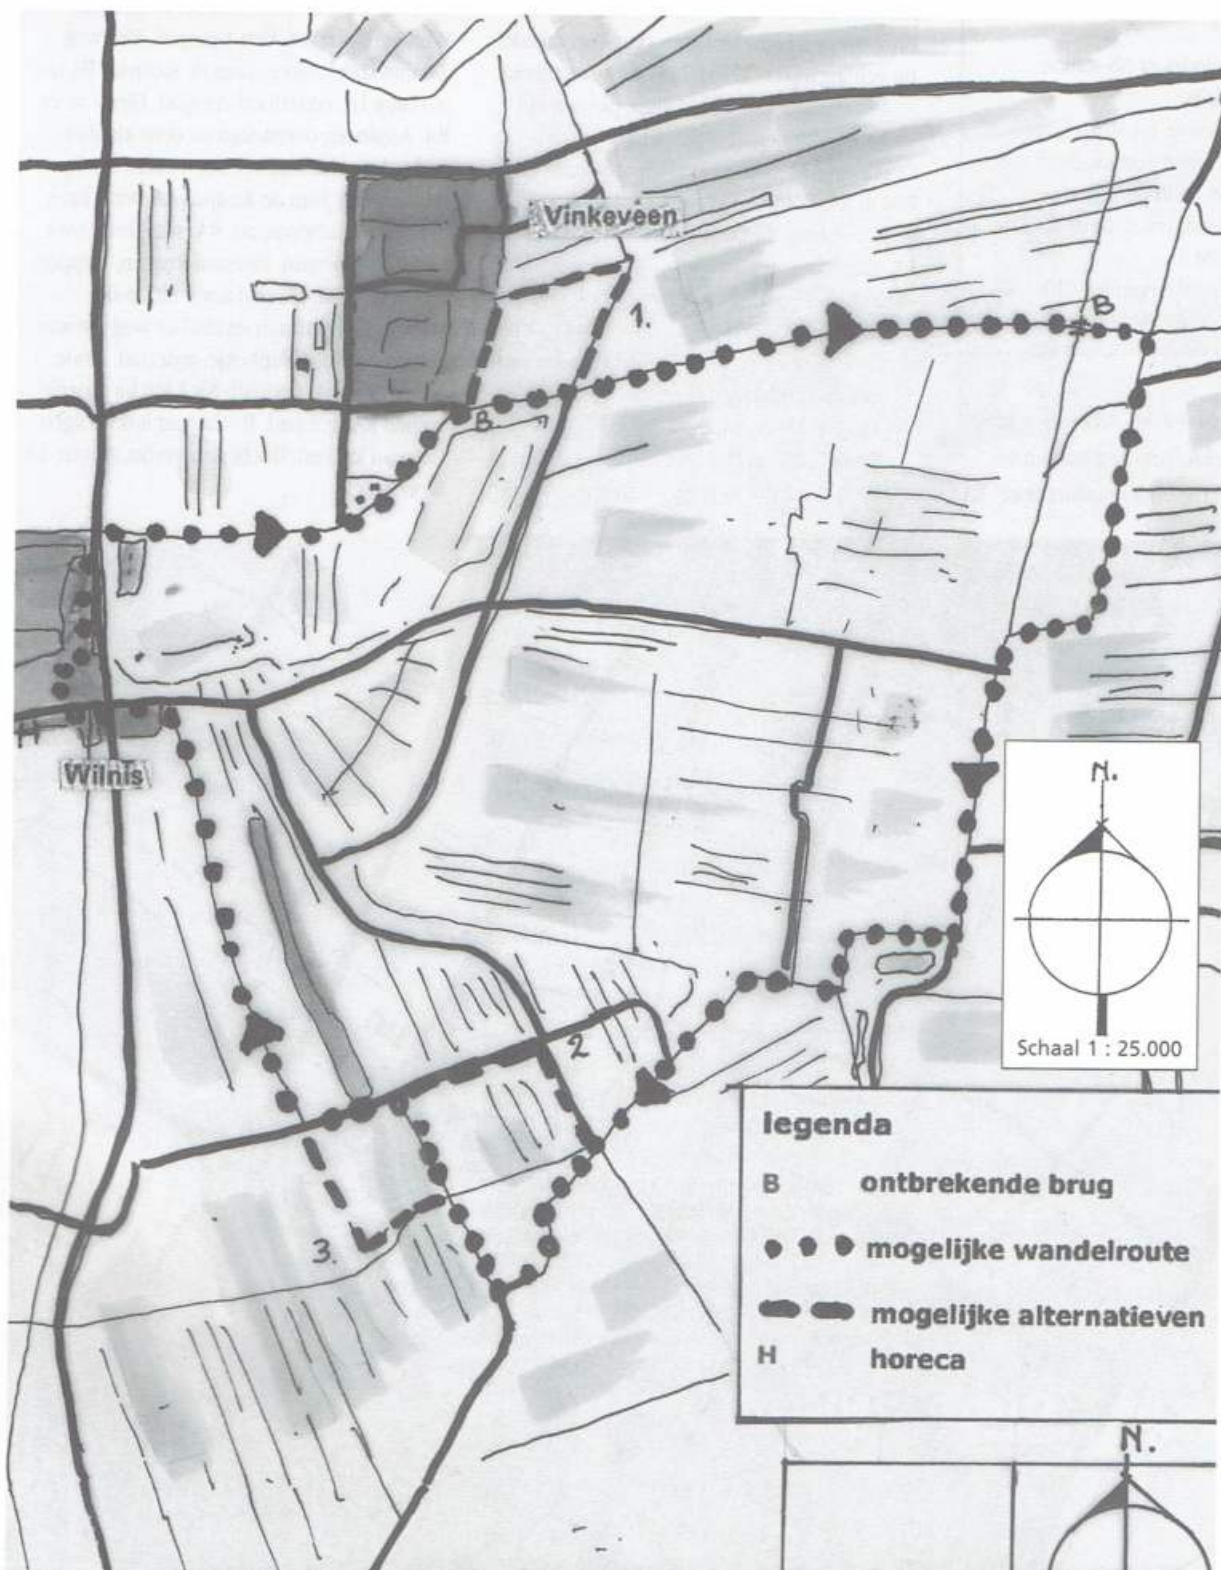 Vinkeveen
1.
B
B
Wilnis
N.
Schaal 1 : 25.000
2
3.
legenda
B ontbrekende brug
mogelijke wandelroute
mogelijke alternatieven
H horeca
N.